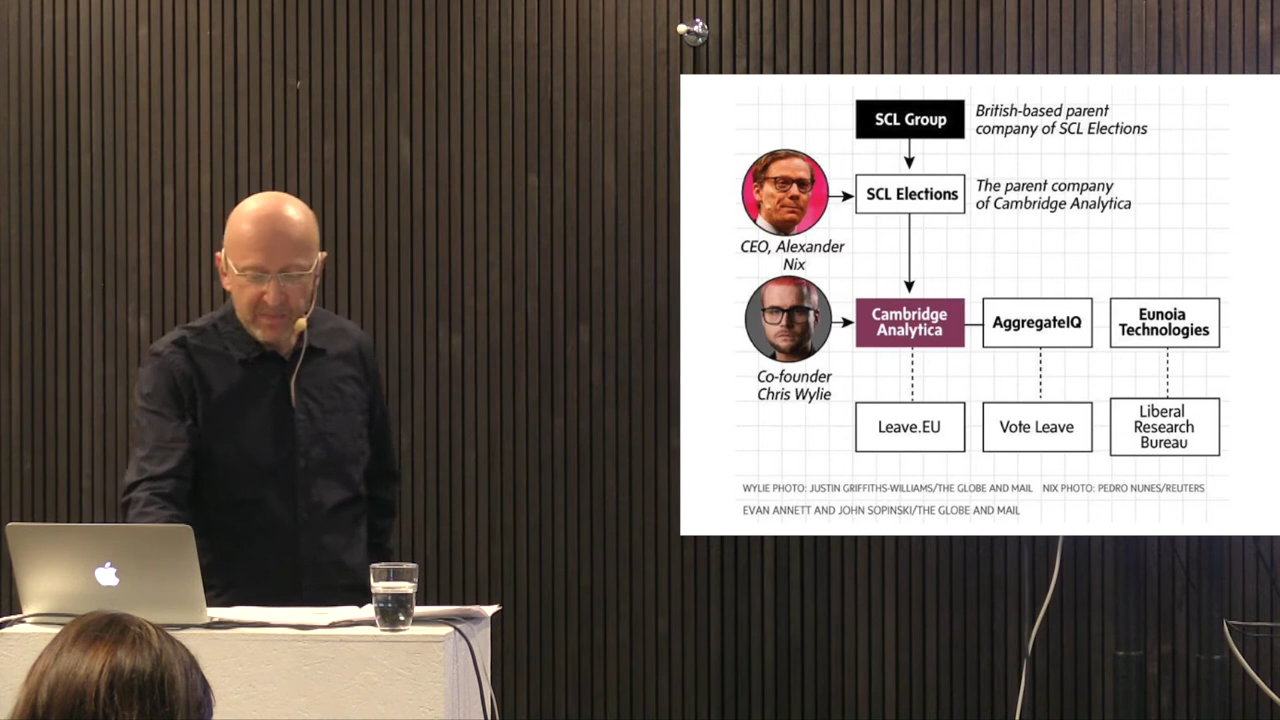 SCL Group
British-based parent
company of SCL Elections
SCL Elections
The parent company
of Cambridge Analytica
CEO, Alexander
Nix
Cambridge
Analytica
AggregateIQ
Eunoia
Technologies
Co-founder
Chris Wylie
Leave.EU
Vote Leave
Liberal
Research
Bureau
WYLIE PHOTO: JUSTIN GRIFFITHS-WILLIAMS/THE GLOBE AND MAIL NIX PHOTO: PEDRO NUNES/REUTERS
EVAN ANNETT AND JOHN SOPINSKI/THE GLOBE AND MAIL